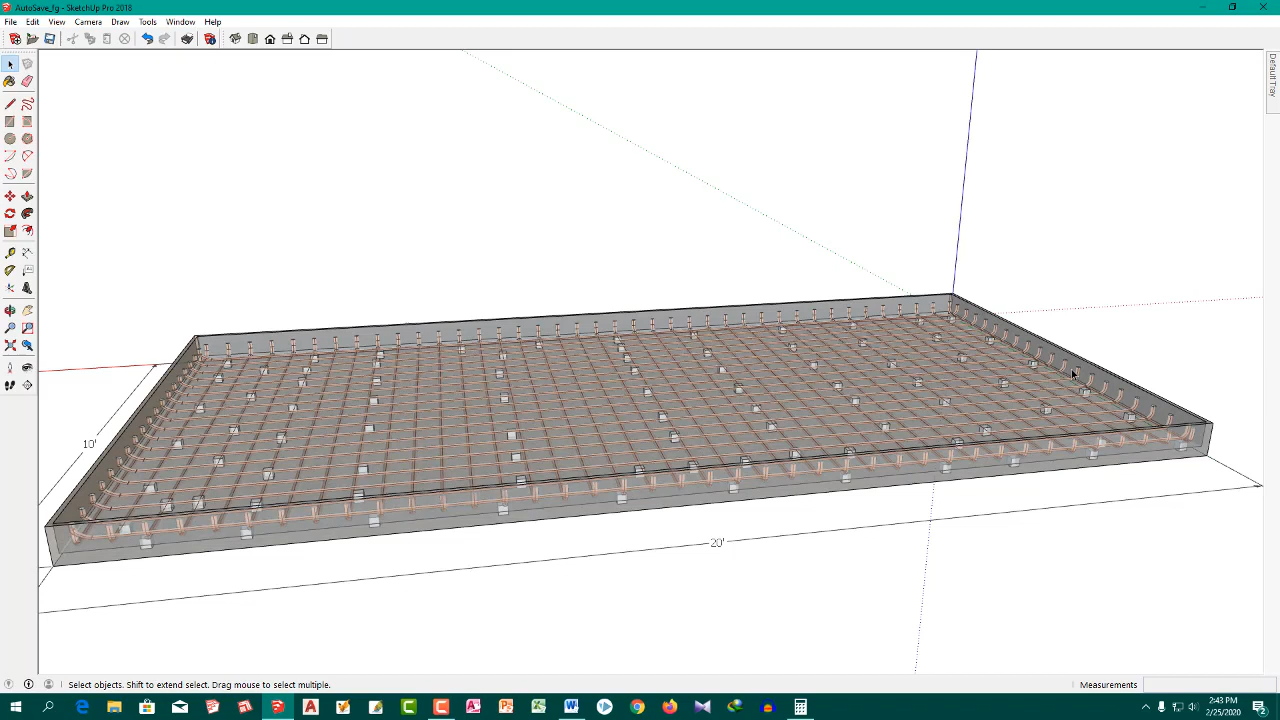 AutoSave_fg - SketchUp Pro 2018
File Edit View Camera Draw Tools Window Help
Default Tray
10'
20'
Select objects. Shift to extend select. Drag mouse to select multiple.
Measurements
2:43 PM
2/25/2020